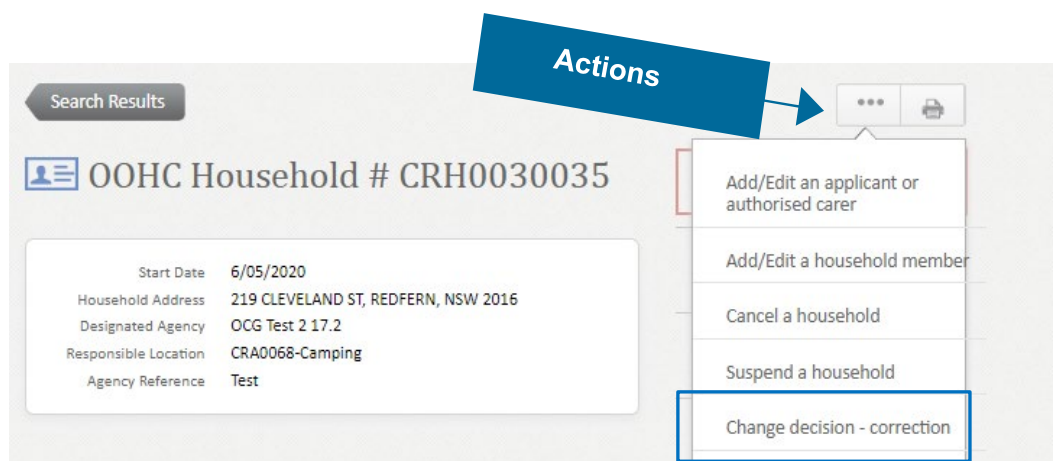 Actions
Search Results
•••
OOHC Household # CRH0030035
Add/Edit an applicant or
authorised carer
Add/Edit a household member
Cancel a household
Suspend a household
Change decision - correction
Start Date 6/05/2020
Household Address 219 CLEVELAND ST, REDFERN, NSW 2016
Designated Agency OCG Test 2 17.2
Responsible Location CRA0068-Camping
Agency Reference Test